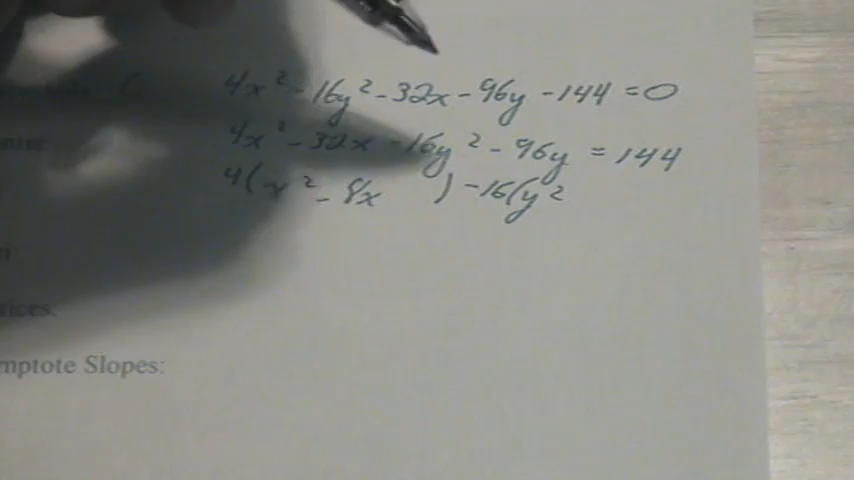 4x² - 16y² - 32x - 96y - 144 = 0
4x² - 32x - 16y² - 96y = 144
4(x² - 8x    ) - 16(y²
mptote Slopes: